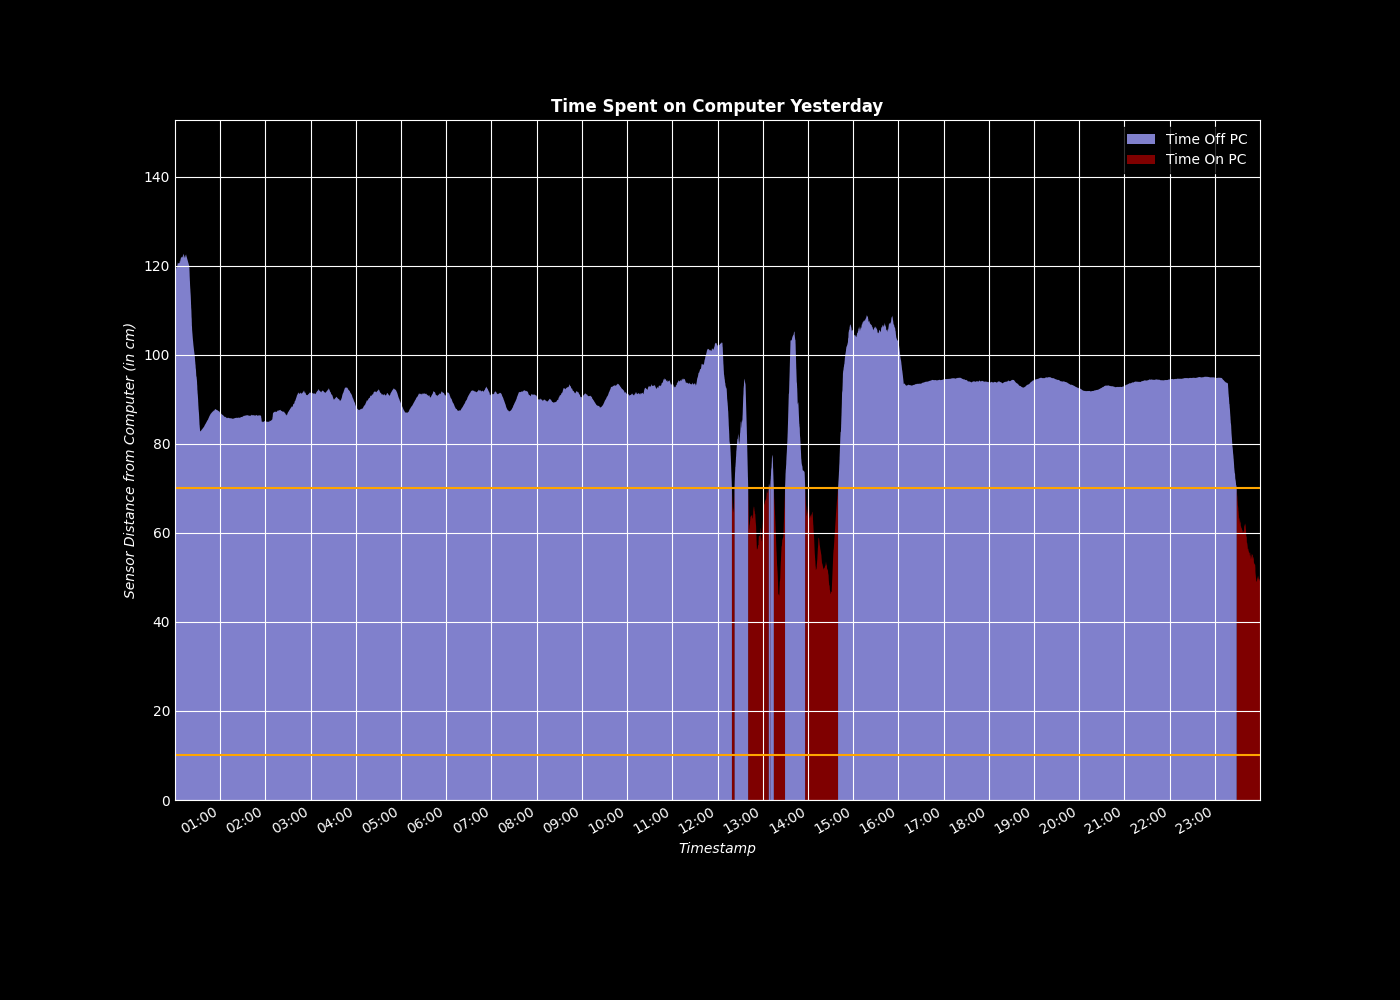 Time Spent on Computer Yesterday
Time Off PC
Time On PC
140
120
100
80
60
40
20
0
Sensor Distance from Computer (in cm)
01:00 02:00 03:00 04:00 05:00 06:00 07:00 08:00 09:00 10:00 11:00 12:00 13:00 14:00 15:00 16:00 17:00 18:00 19:00 20:00 21:00 22:00 23:00
Timestamp